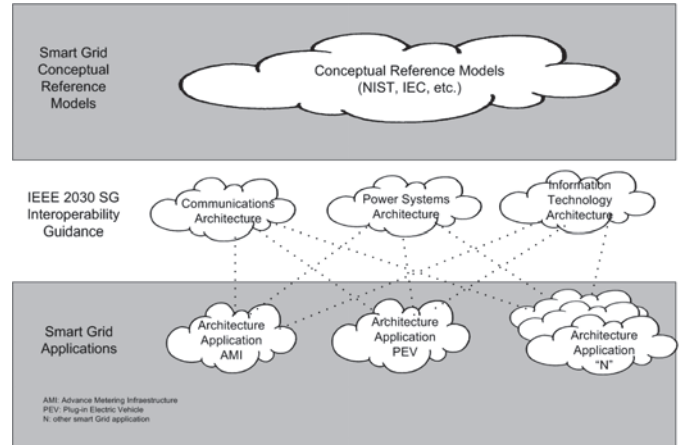 Smart Grid
Conceptual
Reference
Models
Conceptual Reference Models
(NIST, IEC, etc.)
IEEE 2030 SG
Interoperability
Guidance
Communications
Architecture
Power Systems
Architecture
Information
Technology
Architecture
Smart Grid
Applications
Architecture
Application
AMI
Architecture
Application
PEV
Architecture
Application
"N"
AMI: Advance Metering Infraestructure
PEV: Plug-in Electric Vehicle
N: other smart Grid application